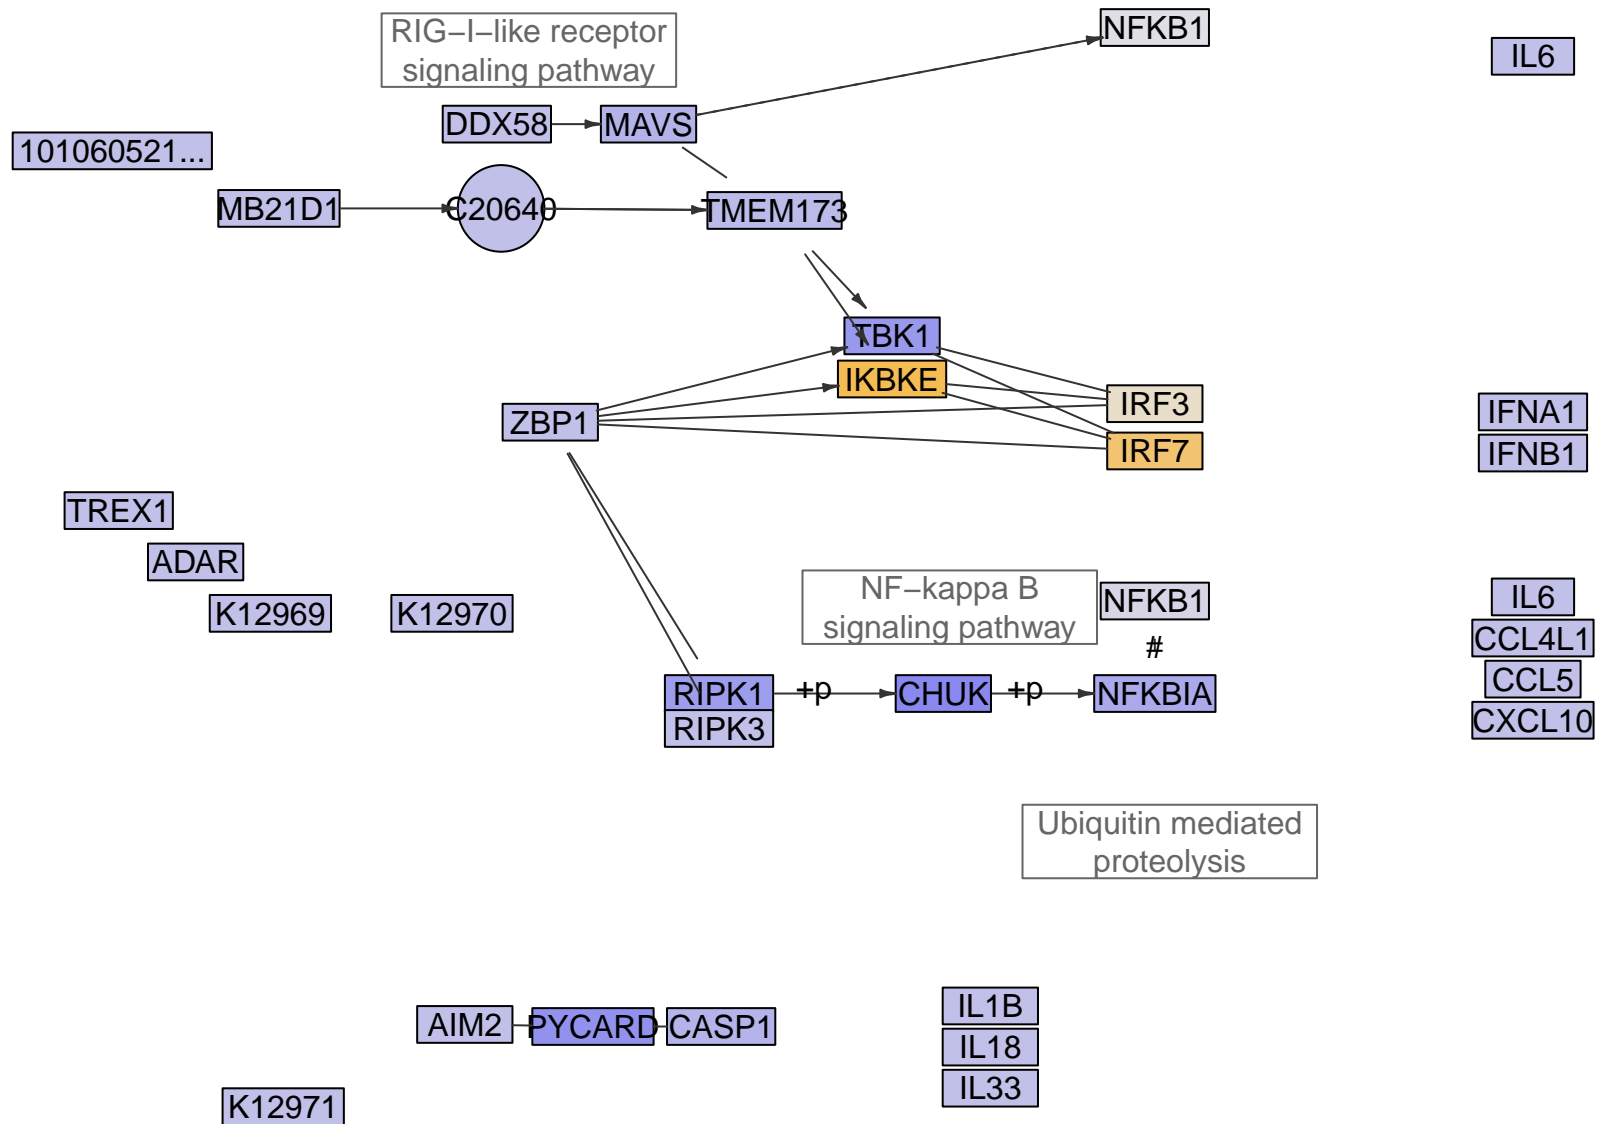 RIG–I–like receptor
signaling pathway
NFKB1
IL6
DDX58
MAVS
101060521...
MB21D1
C20640
TMEM173
TBK1
IKBKE
IRF3
IRF7
ZBP1
IFNA1
IFNB1
TREX1
ADAR
K12969
K12970
NF–kappa B
signaling pathway
NFKB1
#
IL6
CCL4L1
CCL5
CXCL10
RIPK1
+p
CHUK
+p
NFKBIA
RIPK3
Ubiquitin mediated
proteolysis
AIM2
PYCARD
CASP1
IL1B
IL18
IL33
K12971